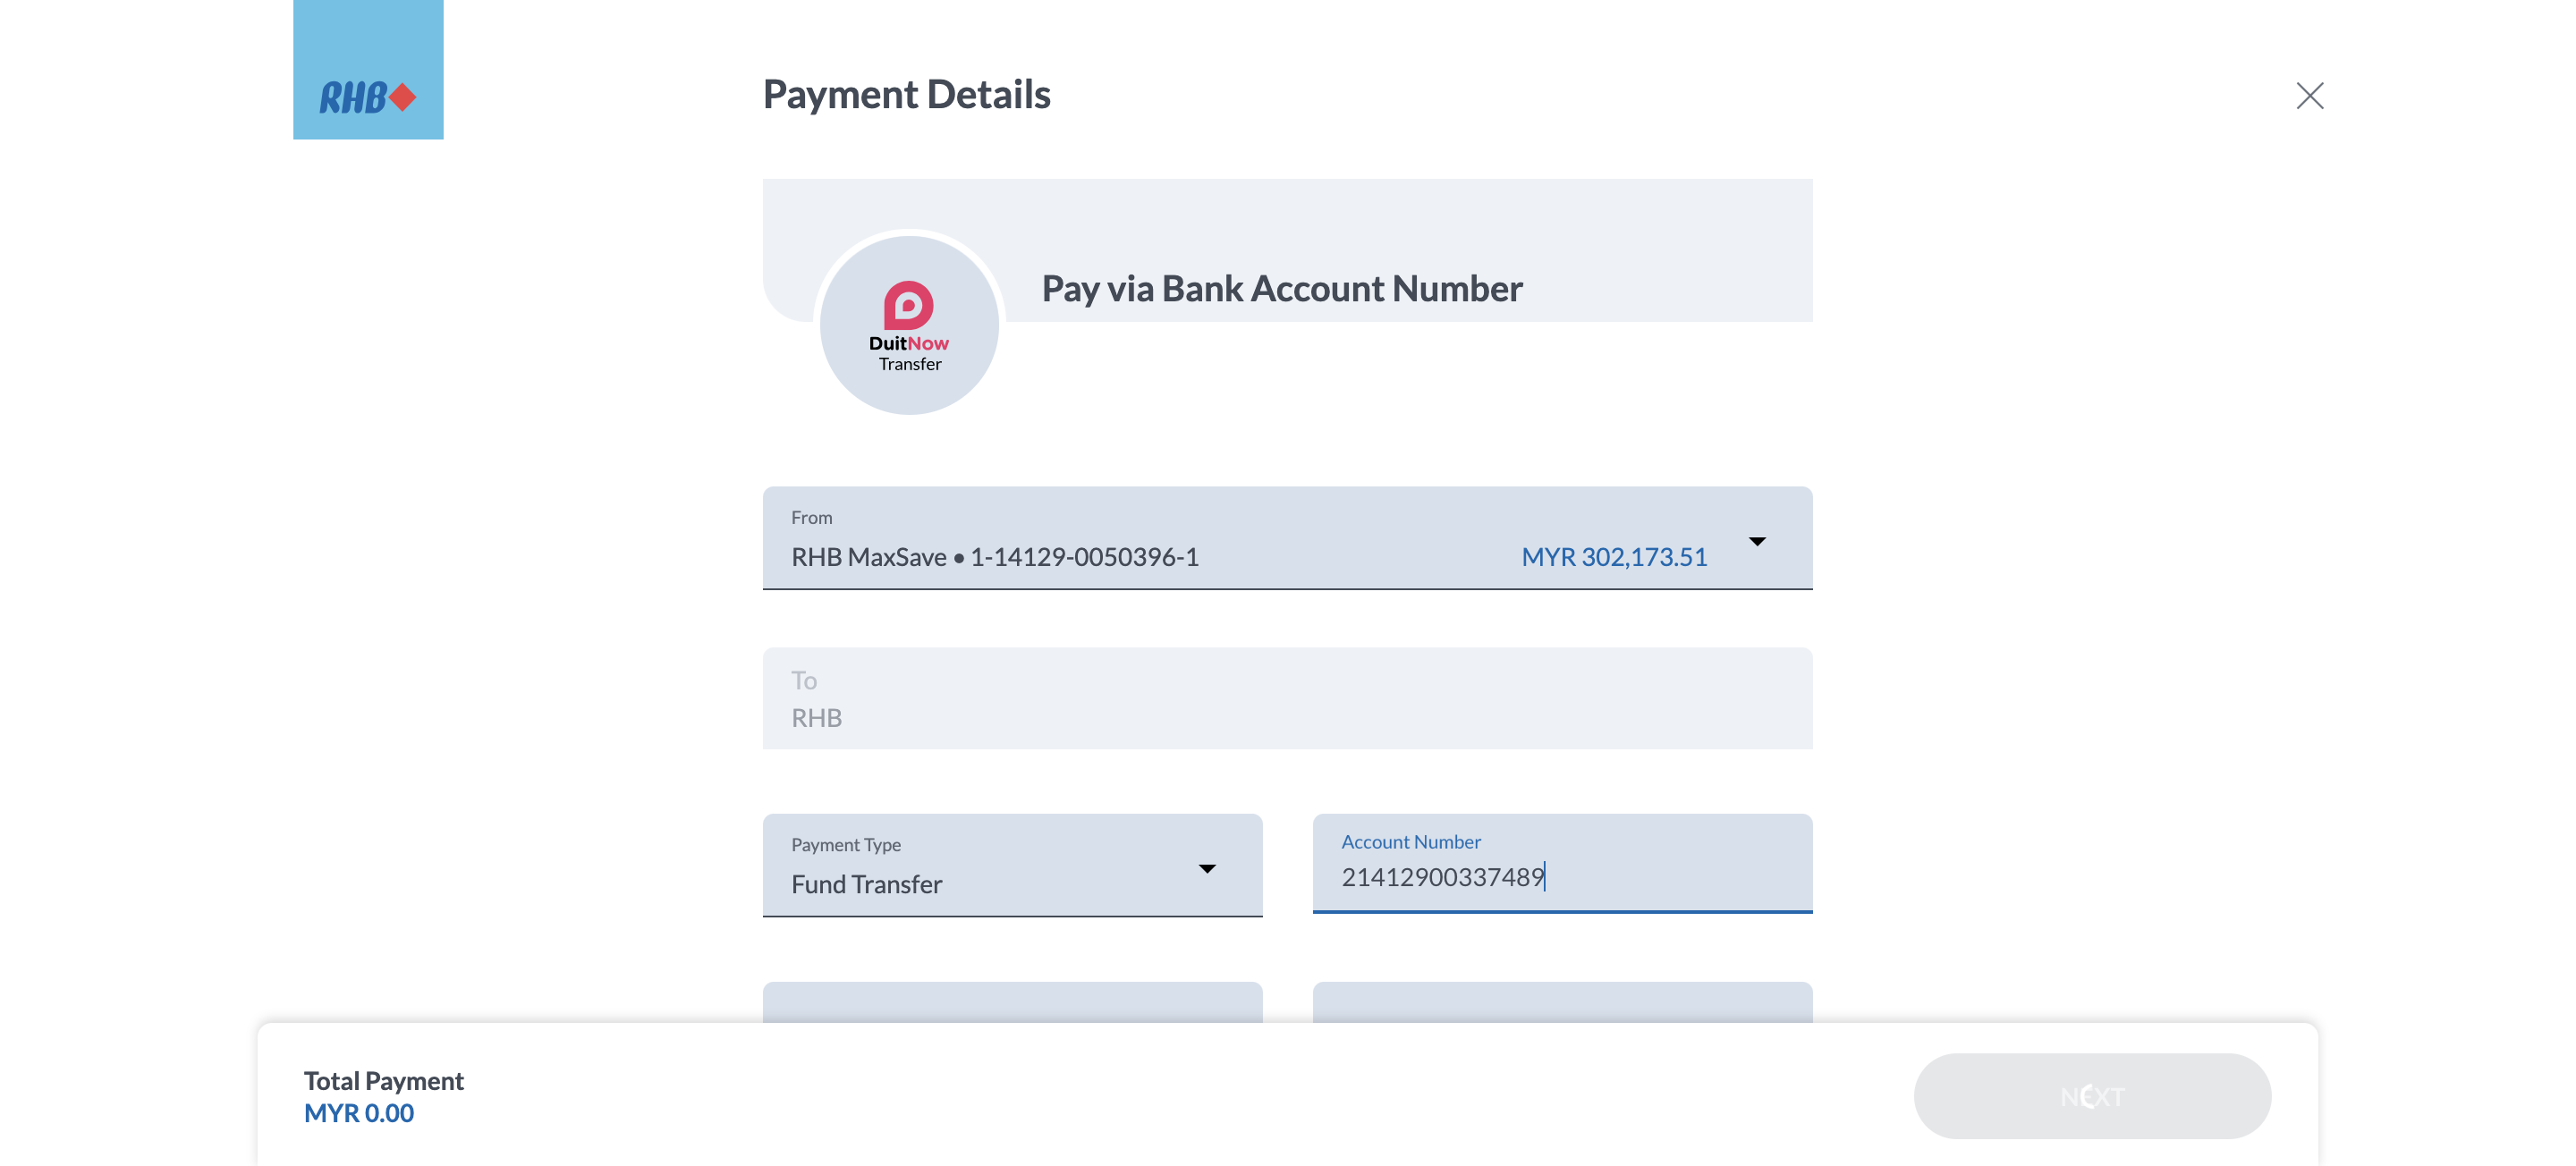 RHB
Payment Details
Pay via Bank Account Number
DuitNow
Transfer
From
RHB MaxSave • 1-14129-0050396-1
MYR 302,173.51
To
RHB
Payment Type
Fund Transfer
Account Number
21412900337489
Total Payment
MYR 0.00
NEXT